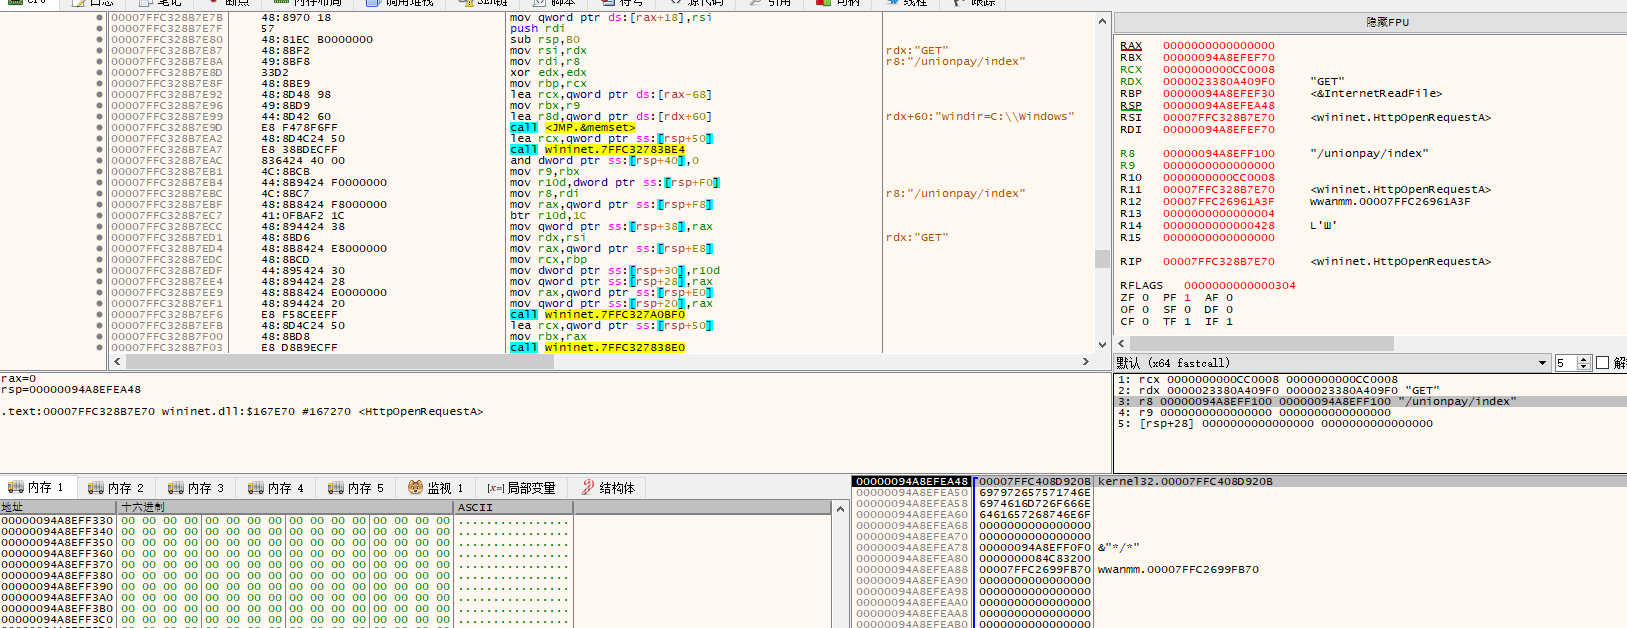 CPU 日志 笔记 断点 内存布局 调用堆栈 SEH链 脚本 符号 源代码 引用 句柄 线程 跟踪
00007FFC328B7E7B 48:8970 18 mov qword ptr ds:[rax+18],rsi
00007FFC328B7E7F 57 push rdi
00007FFC328B7E80 48:81EC B0000000 sub rsp,B0
00007FFC328B7E87 48:8BF2 mov rsi,rdx rdx:"GET"
00007FFC328B7E8A 49:8BF8 mov rdi,r8 r8:"/unionpay/index"
00007FFC328B7E8D 33D2 xor edx,edx
00007FFC328B7E8F 48:8BE9 mov rbp,rcx
00007FFC328B7E92 48:8D48 98 lea rcx,qword ptr ds:[rax-68]
00007FFC328B7E96 49:8BD9 mov rbx,r9
00007FFC328B7E99 44:8D42 60 lea r8d,qword ptr ds:[rdx+60] rdx+60:"windir=C:\\Windows"
00007FFC328B7E9D E8 F478F6FF call <JMP.&memset>
00007FFC328B7EA2 48:8D4C24 50 lea rcx,qword ptr ss:[rsp+50]
00007FFC328B7EA7 E8 38BDECFF call wininet.7FFC32783BE4
00007FFC328B7EAC 836424 40 00 and dword ptr ss:[rsp+40],0
00007FFC328B7EB1 4C:8BCB mov r9,rbx
00007FFC328B7EB4 44:8B9424 F0000000 mov r10d,dword ptr ss:[rsp+F0]
00007FFC328B7EBC 4C:8BC7 mov r8,rdi r8:"/unionpay/index"
00007FFC328B7EBF 48:8B8424 F8000000 mov rax,qword ptr ss:[rsp+F8]
00007FFC328B7EC7 41:0FBAF2 1C btr r10d,1C
00007FFC328B7ECC 48:894424 38 mov qword ptr ss:[rsp+38],rax
00007FFC328B7ED1 48:8BD6 mov rdx,rsi rdx:"GET"
00007FFC328B7ED4 48:8B8424 E8000000 mov rax,qword ptr ss:[rsp+E8]
00007FFC328B7EDC 48:8BCD mov rcx,rbp
00007FFC328B7EDF 44:895424 30 mov dword ptr ss:[rsp+30],r10d
00007FFC328B7EE4 48:894424 28 mov qword ptr ss:[rsp+28],rax
00007FFC328B7EE9 48:8B8424 E0000000 mov rax,qword ptr ss:[rsp+E0]
00007FFC328B7EF1 48:894424 20 mov qword ptr ss:[rsp+20],rax
00007FFC328B7EF6 E8 F58CEEFF call wininet.7FFC327A0BF0
00007FFC328B7EFB 48:8D4C24 50 lea rcx,qword ptr ss:[rsp+50]
00007FFC328B7F00 48:8BD8 mov rbx,rax
00007FFC328B7F03 E8 D8B9ECFF call wininet.7FFC327838E0
隐藏FPU
RAX 0000000000000000
RBX 00000094A8EFEF70
RCX 0000000000CC0008
RDX 0000023380A409F0 "GET"
RBP 00000094A8EFEF30 <&InternetReadFile>
RSP 00000094A8EFEA48
RSI 00007FFC328B7E70 <wininet.HttpOpenRequestA>
RDI 00000094A8EFEF70
R8 00000094A8EFF100 "/unionpay/index"
R9 0000000000000000
R10 0000000000CC0008
R11 00007FFC328B7E70 <wininet.HttpOpenRequestA>
R12 00007FFC26961A3F wwanmm.00007FFC26961A3F
R13 0000000000000004
R14 0000000000000428 L'Ш'
R15 0000000000000000
RIP 00007FFC328B7E70 <wininet.HttpOpenRequestA>
RFLAGS 0000000000000304
ZF 0 PF 1 AF 0
OF 0 SF 0 DF 0
CF 0 TF 1 IF 1
默认 (x64 fastcall) 5
1: rcx 0000000000CC0008 0000000000CC0008
2: rdx 0000023380A409F0 0000023380A409F0 "GET"
3: r8 00000094A8EFF100 00000094A8EFF100 "/unionpay/index"
4: r9 0000000000000000 0000000000000000
5: [rsp+28] 0000000000000000 0000000000000000
rax=0
rsp=00000094A8EFEA48
.text:00007FFC328B7E70 wininet.dll:$167E70 #167270 <HttpOpenRequestA>
内存 1 内存 2 内存 3 内存 4 内存 5 监视 1 [x=] 局部变量 结构体
地址 十六进制 ASCII
00000094A8EFF330 00 00 00 00 00 00 00 00 00 00 00 00 00 00 00 00 ................
00000094A8EFF340 00 00 00 00 00 00 00 00 00 00 00 00 00 00 00 00 ................
00000094A8EFF350 00 00 00 00 00 00 00 00 00 00 00 00 00 00 00 00 ................
00000094A8EFF360 00 00 00 00 00 00 00 00 00 00 00 00 00 00 00 00 ................
00000094A8EFF370 00 00 00 00 00 00 00 00 00 00 00 00 00 00 00 00 ................
00000094A8EFF380 00 00 00 00 00 00 00 00 00 00 00 00 00 00 00 00 ................
00000094A8EFF390 00 00 00 00 00 00 00 00 00 00 00 00 00 00 00 00 ................
00000094A8EFF3A0 00 00 00 00 00 00 00 00 00 00 00 00 00 00 00 00 ................
00000094A8EFF3B0 00 00 00 00 00 00 00 00 00 00 00 00 00 00 00 00 ................
00000094A8EFF3C0 00 00 00 00 00 00 00 00 00 00 00 00 00 00 00 00 ................
00000094A8EFEA48 00007FFC408D920B kernel32.00007FFC408D920B
00000094A8EFEA50 697972657571746E
00000094A8EFEA58 6974616D726F666E
00000094A8EFEA60 6461657268746E6F
00000094A8EFEA68 0000000000000000
00000094A8EFEA70 0000000000000000
00000094A8EFEA78 00000094A8EFF0F0 &"*/*"
00000094A8EFEA80 0000000084C83200
00000094A8EFEA88 00007FFC2699FB70 wwanmm.00007FFC2699FB70
00000094A8EFEA90 0000000000000000
00000094A8EFEA98 0000000000000000
00000094A8EFEAA0 0000000000000000
00000094A8EFEAA8 0000000000000000
00000094A8EFEAB0 0000000000000000